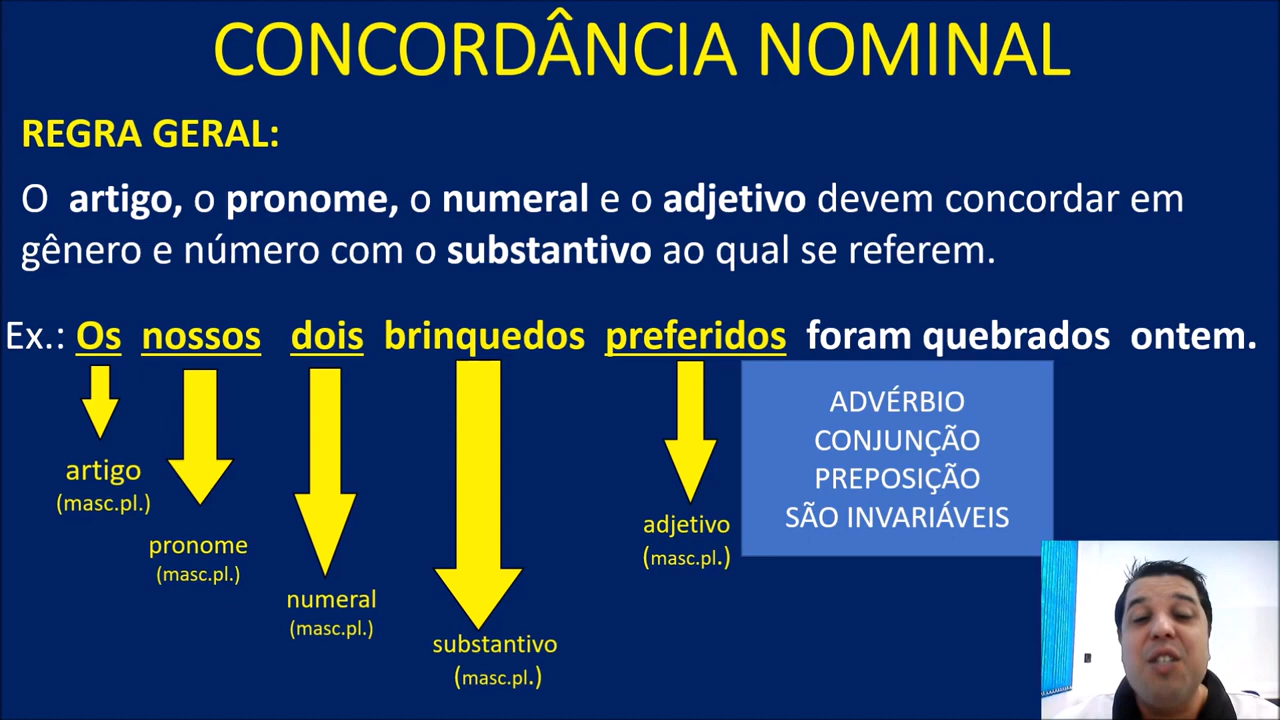 CONCORDÂNCIA NOMINAL
REGRA GERAL:
O artigo, o pronome, o numeral e o adjetivo devem concordar em
gênero e número com o substantivo ao qual se referem.
Ex.: Os nossos dois brinquedos preferidos foram quebrados ontem.
artigo
(masc.pl.)
pronome
(masc.pl.)
numeral
(masc.pl.)
substantivo
(masc.pl.)
adjetivo
(masc.pl.)
ADVÉRBIO
CONJUNÇÃO
PREPOSIÇÃO
SÃO INVARIÁVEIS